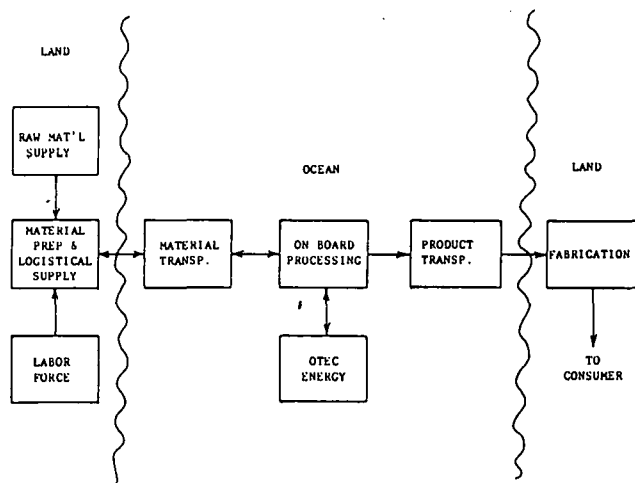 LAND
RAW MAT'L
SUPPLY
MATERIAL
PREP &
LOGISTICAL
SUPPLY
LABOR
FORCE
OCEAN
MATERIAL
TRANSP.
ON BOARD
PROCESSING
PRODUCT
TRANSP.
OTEC
ENERGY
LAND
FABRICATION
TO
CONSUMER